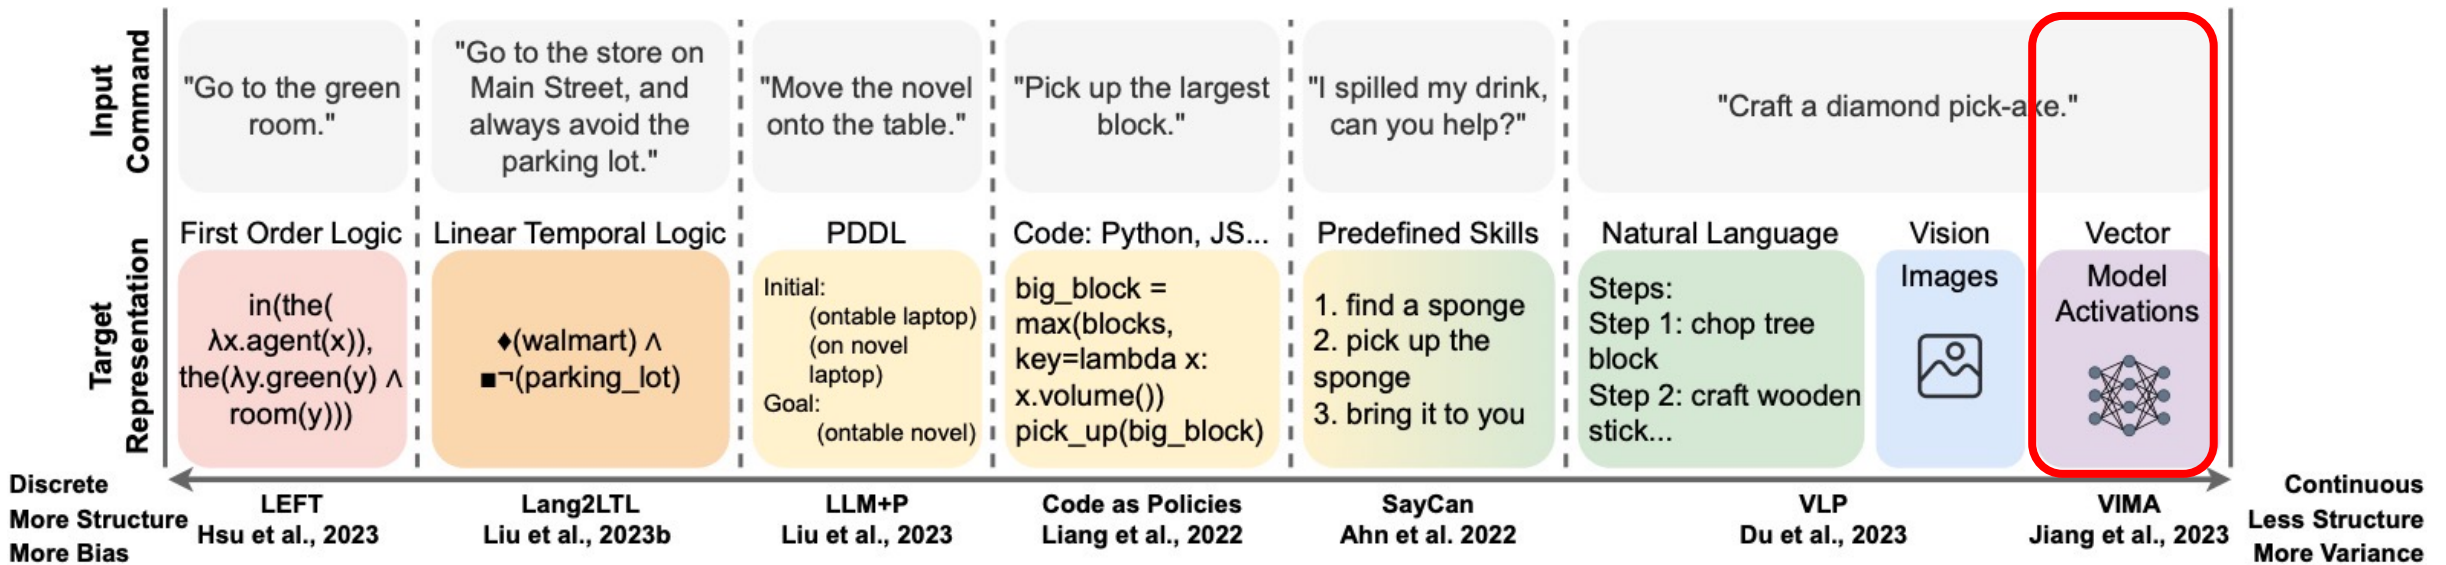 Input
Command
"Go to the green
room."
"Go to the store on
Main Street, and
always avoid the
parking lot."
"Move the novel
onto the table."
"Pick up the largest
block."
"I spilled my drink,
can you help?"
"Craft a diamond pick-axe."
Target
Representation
First Order Logic
in(the(
λx.agent(x)),
the(λy.green(y) ∧
room(y)))
Linear Temporal Logic
♦(walmart) ∧
■¬(parking_lot)
PDDL
Initial:
(ontable laptop)
(on novel
laptop)
Goal:
(ontable novel)
Code: Python, JS...
big_block =
max(blocks,
key=lambda x:
x.volume())
pick_up(big_block)
Predefined Skills
1. find a sponge
2. pick up the
sponge
3. bring it to you
Natural Language
Steps:
Step 1: chop tree
block
Step 2: craft wooden
stick...
Vision
Images
Vector
Model
Activations
Discrete
More Structure
More Bias
LEFT
Hsu et al., 2023
Lang2LTL
Liu et al., 2023b
LLM+P
Liu et al., 2023
Code as Policies
Liang et al., 2022
SayCan
Ahn et al. 2022
VLP
Du et al., 2023
VIMA
Jiang et al., 2023
Continuous
Less Structure
More Variance